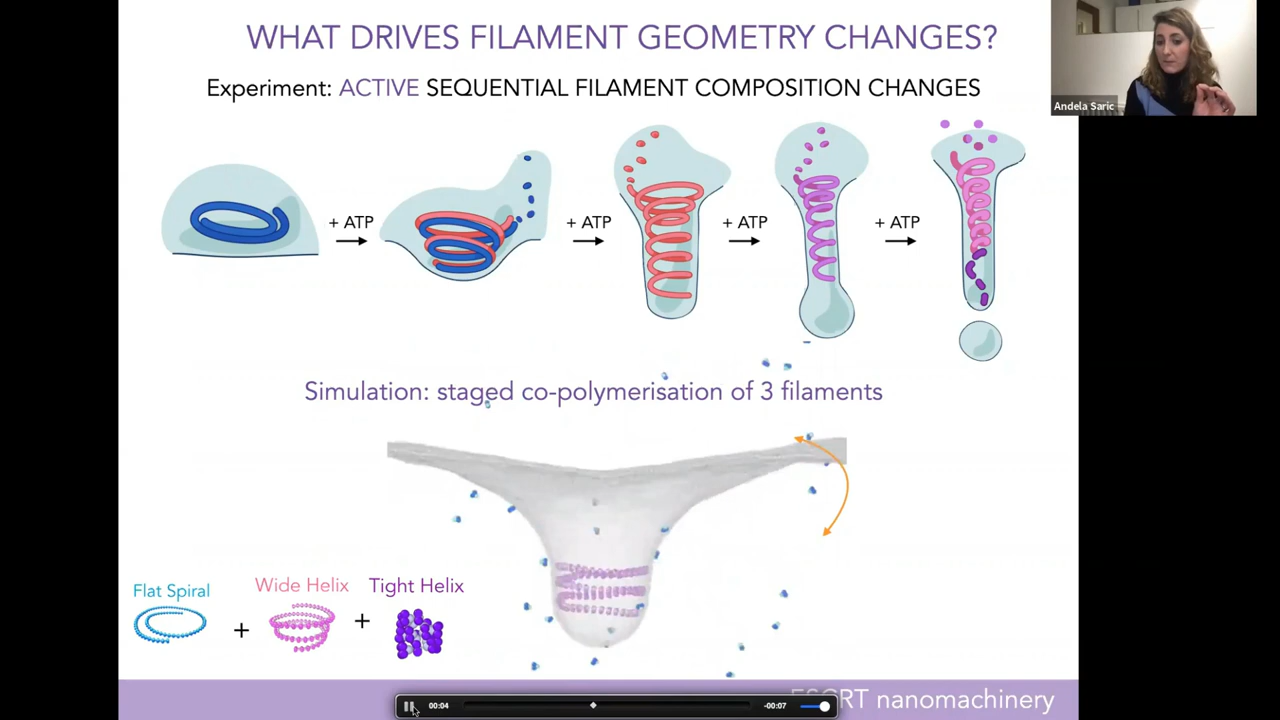 WHAT DRIVES FILAMENT GEOMETRY CHANGES?
Experiment: ACTIVE SEQUENTIAL FILAMENT COMPOSITION CHANGES
Andela Saric
+ ATP
+ ATP
+ ATP
+ ATP
Simulation: staged co-polymerisation of 3 filaments
Flat Spiral
+
Wide Helix
+
Tight Helix
ESCRT nanomachinery
00:04
-00:07